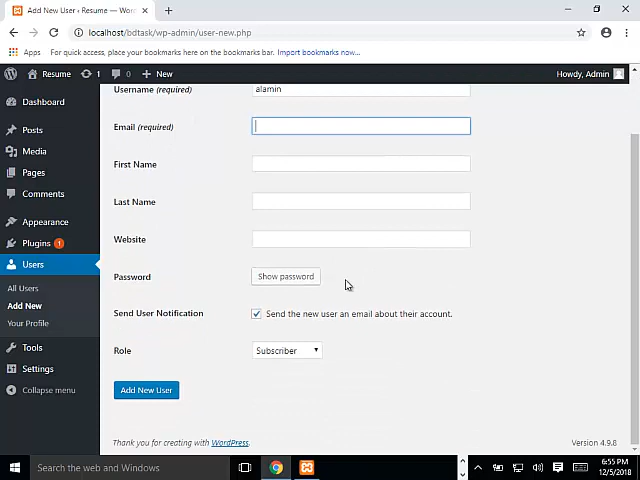 Add New User ‹ Resume — Wor
localhost/bdtask/wp-admin/user-new.php
Apps For quick access, place your bookmarks here on the bookmarks bar. Import bookmarks now...
Resume 1 0 + New Howdy, Admin
Dashboard
Posts
Media
Pages
Comments
Appearance
Plugins 1
Users
All Users
Add New
Your Profile
Tools
Settings
Collapse menu
Username (required) alamin
Email (required)
First Name
Last Name
Website
Password Show password
Send User Notification Send the new user an email about their account.
Role Subscriber
Add New User
Thank you for creating with WordPress. Version 4.9.8
Search the web and Windows
6:55 PM
12/5/2018